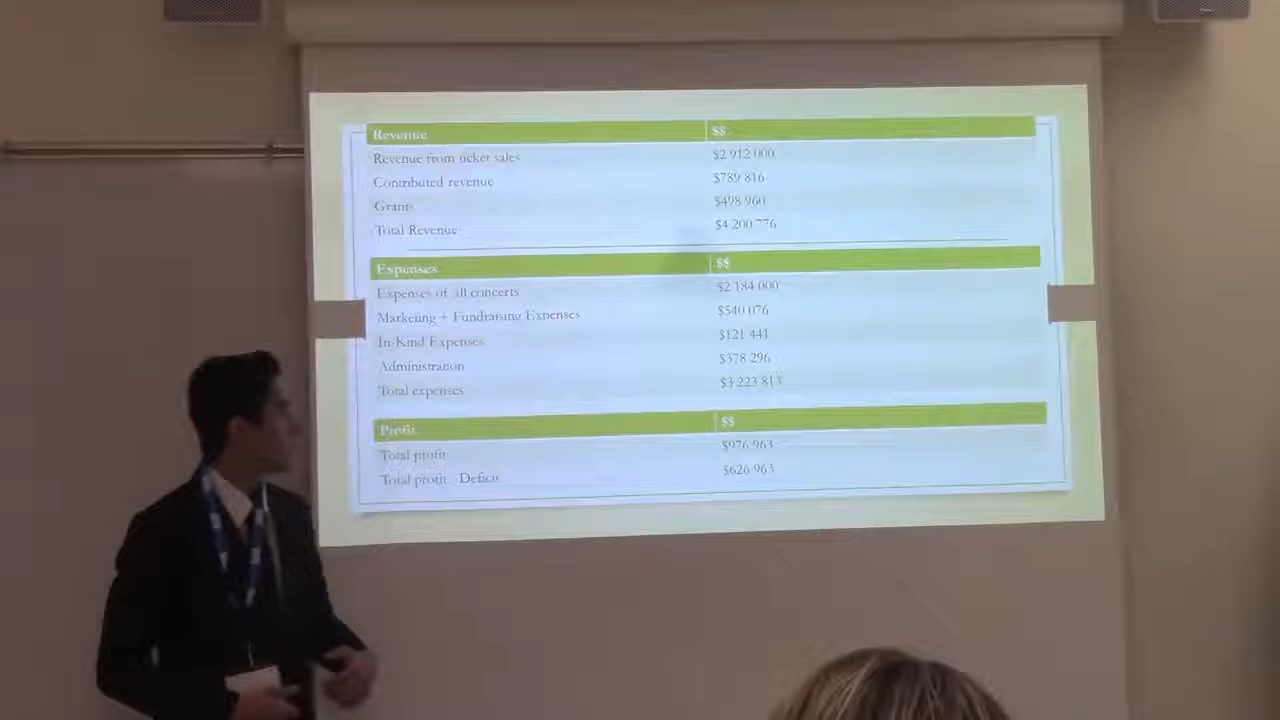 Revenue $$
Revenue from ticket sales $2 912 000
Contributed revenue $789 816
Grants $498 960
Total Revenue $4 200 776
Expenses $$
Expenses of all concerts $2 184 000
Marketing + Fundraising Expenses $540 076
In-Kind Expenses $121 441
Administration $378 296
Total expenses $3 223 813
Profit $$
Total profit $976 963
Total profit - Deficit $626 963